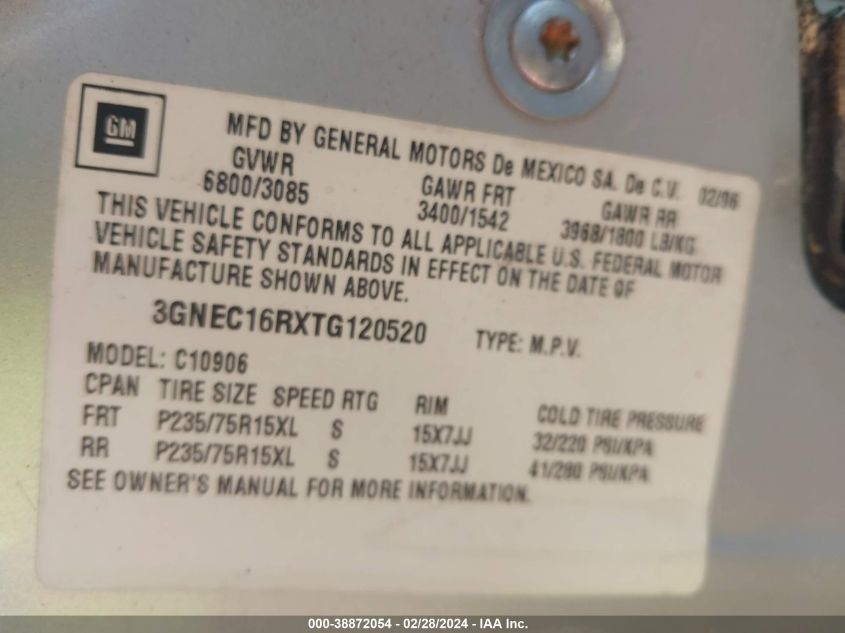 GM
MFD BY GENERAL MOTORS De MEXICO SA. De C.V. 02/96
GVWR GAWR FRT GAWR RR
6800/3085 3400/1542 3968/1800 LB/KG
THIS VEHICLE CONFORMS TO ALL APPLICABLE U.S. FEDERAL MOTOR
VEHICLE SAFETY STANDARDS IN EFFECT ON THE DATE OF
MANUFACTURE SHOWN ABOVE.
3GNEC16RXTG120520 TYPE: M.P.V.
MODEL: C10906
CPAN TIRE SIZE SPEED RTG RIM COLD TIRE PRESSURE
FRT P235/75R15XL S 15X7JJ 32/220 PSI/KPA
RR P235/75R15XL S 15X7JJ 41/280 PSI/KPA
SEE OWNER'S MANUAL FOR MORE INFORMATION.
000-38872054 - 02/28/2024 - IAA Inc.